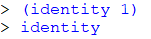 > (identity 1)
> identity